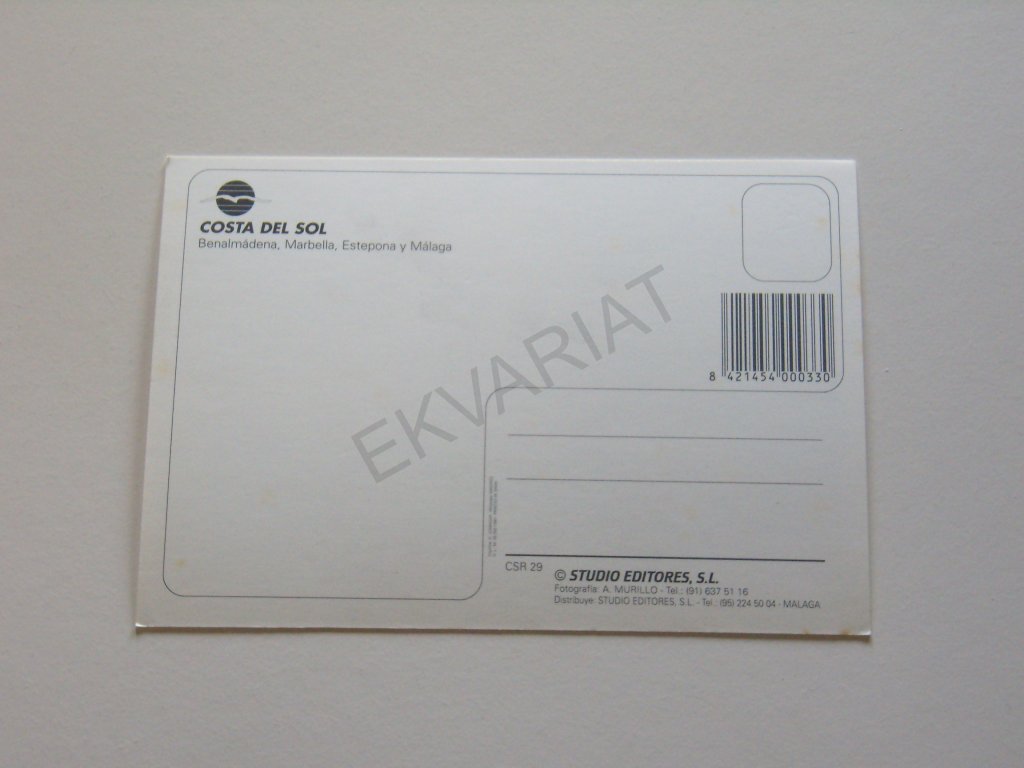 COSTA DEL SOL
Benalmádena, Marbella, Estepona y Málaga
8 421454 000330
EKVARIAT
CSR 29
© STUDIO EDITORES, S.L.
Fotografía: A. MURILLO - Tel.: (91) 637 51 16
Distribuye: STUDIO EDITORES, S.L. - Tel.: (95) 224 50 04 - MALAGA